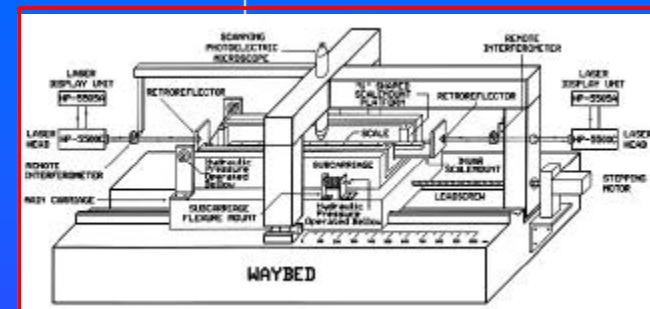 SCANNING
PHOTOELECTRIC
MICROSCOPE
REMOTE
INTERFEROMETER
LASER
DISPLAY UNIT
HP-5505A
RETROREFLECTOR
"U" SHAPED
SCALEMOUNT
PLATFORM
RETROREFLECTOR
LASER
DISPLAY UNIT
HP-5505A
LASER
HEAD
HP-5500C
SCALE
HP-5500C
LASER
HEAD
REMOTE
INTERFEROMETER
Hydraulic
Pressure
Operated
Bellow
SUBCARRIAGE
INVAR
SCALEMOUNT
MAIN CARRIAGE
SUBCARRIAGE
FLEXURE MOUNT
Hydraulic
Pressure
Operated Bellow
LEADSCREW
STEPPING
MOTOR
WAYBED